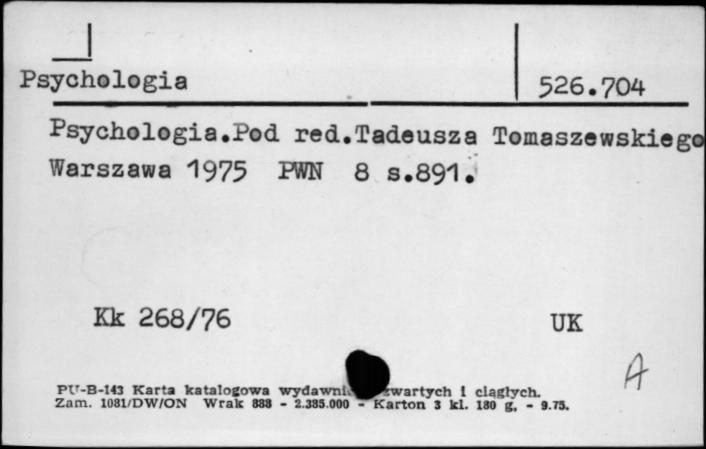 Psychologia
526.704
Psychologia.Pod red.Tadeusza Tomaszewskiego
Warszawa 1975 PWN 8 s.891.
Kk 268/76
UK
A
PU-B-143 Karta katalogowa wydawni zwartych i ciągłych.
Zam. 1081/DW/ON Wrak 888 - 2.385.000 - Karton 3 kl. 180 g, - 9.75.